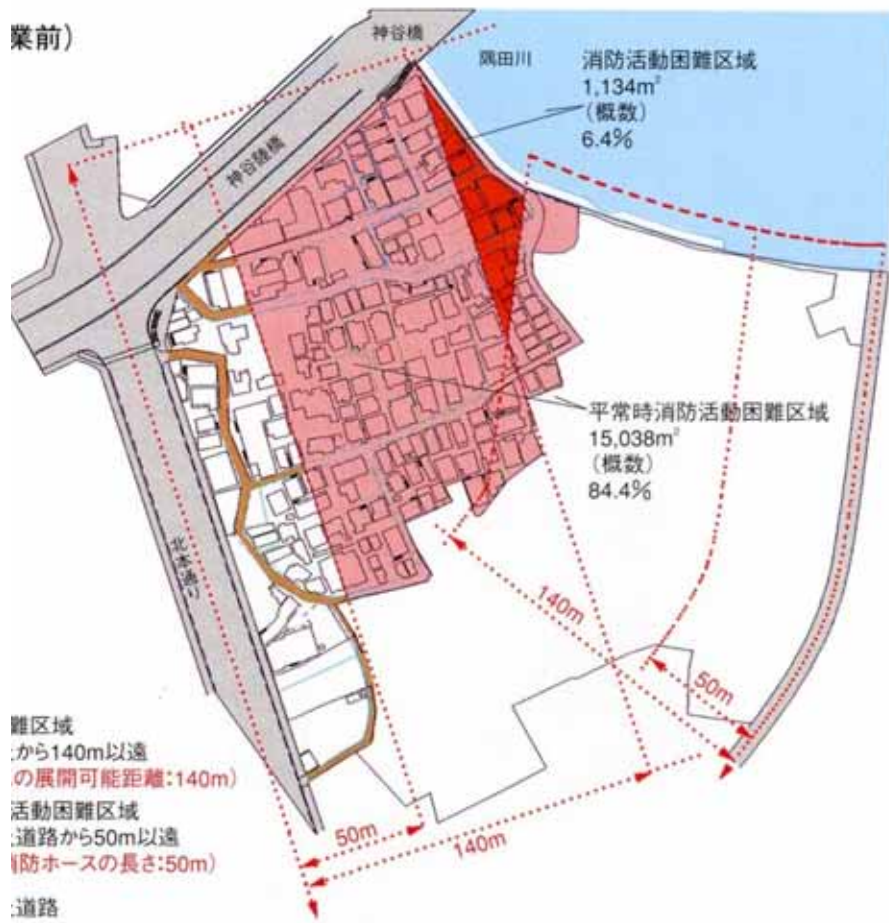 業前)
神谷橋
隅田川
消防活動困難区域
1,134m²
(概数)
6.4%
神谷陸橋
平常時消防活動困難区域
15,038m²
(概数)
84.4%
北本通り
140m
50m
難区域
から140m以遠
の展開可能距離:140m)
活動困難区域
道路から50m以遠
消防ホースの長さ:50m)
道路
50m
140m